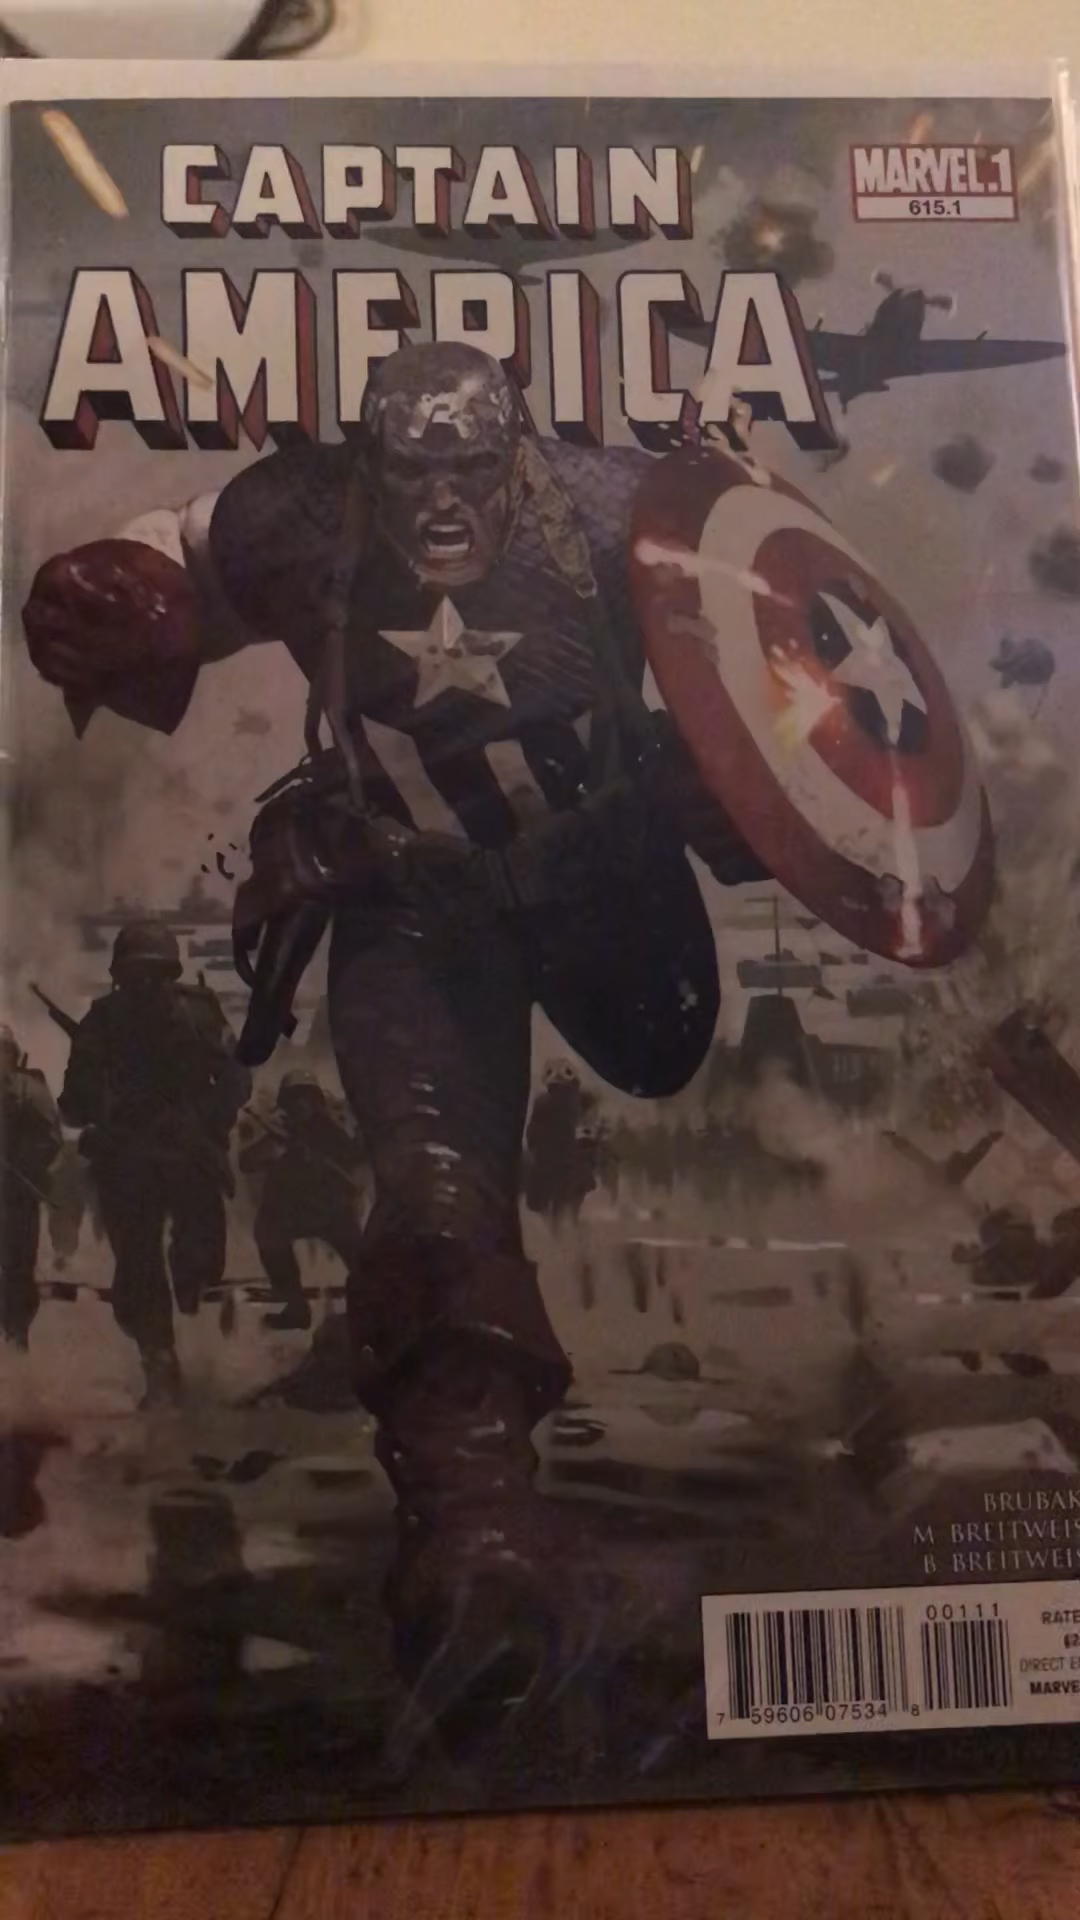 CAPTAIN
AMERICA
MARVEL.1
615.1
BRUBAK
M BREITWEIS
B BREITWEIS
00111
7 59606 07534 8
RATE
DIRECT E
MARVE